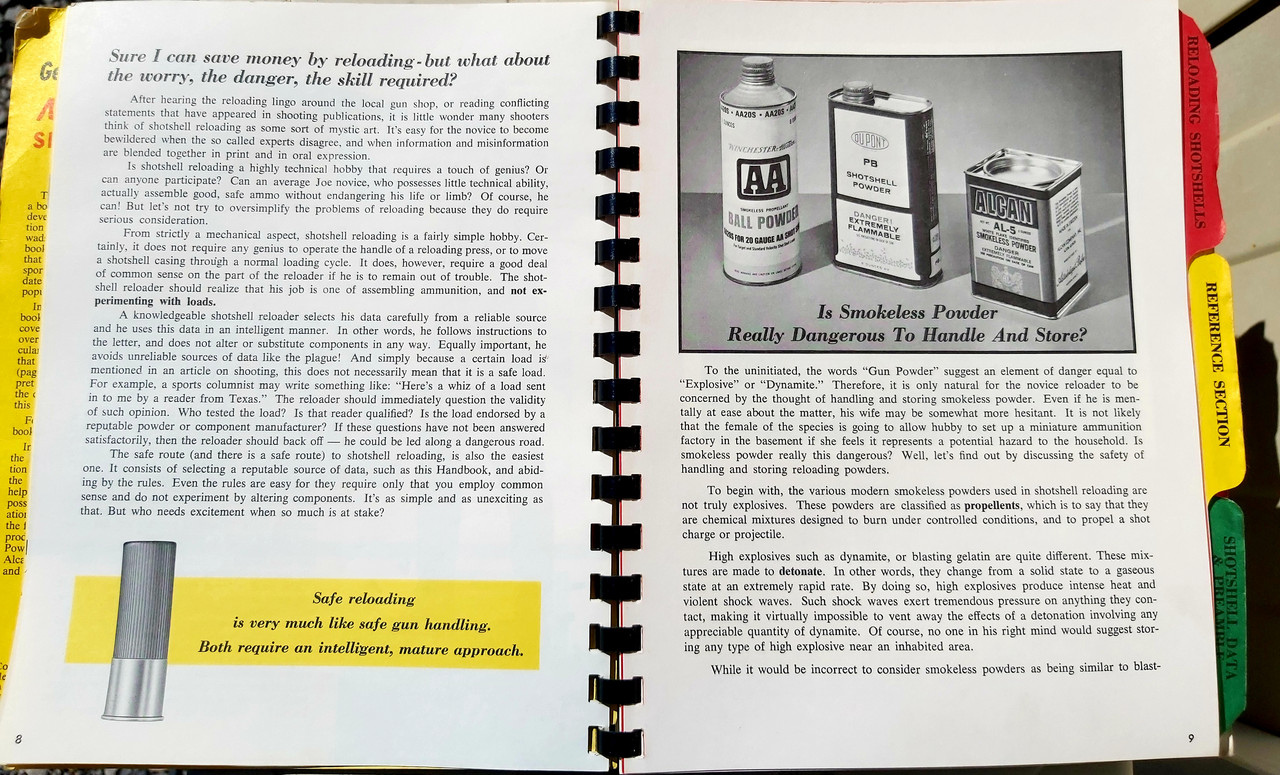 Sure I can save money by reloading - but what about
the worry, the danger, the skill required?
After hearing the reloading lingo around the local gun shop, or reading conflicting
statements that have appeared in shooting publications, it is little wonder many shooters
think of shotshell reloading as some sort of mystic art. It's easy for the novice to become
bewildered when the so called experts disagree, and when information and misinformation
are blended together in print and in oral expression.
Is shotshell reloading a highly technical hobby that requires a touch of genius? Or
can anyone participate? Can an average Joe novice, who possesses little technical ability,
actually assemble good, safe ammo without endangering his life or limb? Of course, he
can! But let's not try to oversimplify the problems of reloading because they do require
serious consideration.
From strictly a mechanical aspect, shotshell reloading is a fairly simple hobby. Cer-
tainly, it does not require any genius to operate the handle of a reloading press, or to move
a shotshell casing through a normal loading cycle. It does, however, require a good deal
of common sense on the part of the reloader if he is to remain out of trouble. The shot-
shell reloader should realize that his job is one of assembling ammunition, and not ex-
perimenting with loads.
A knowledgeable shotshell reloader selects his data carefully from a reliable source
and he uses this data in an intelligent manner. In other words, he follows instructions to
the letter, and does not alter or substitute components in any way. Equally important, he
avoids unreliable sources of data like the plague! And simply because a certain load is
mentioned in an article on shooting, this does not necessarily mean that it is a safe load.
For example, a sports columnist may write something like: "Here's a whiz of a load sent
in to me by a reader from Texas." The reloader should immediately question the validity
of such opinion. Who tested the load? Is that reader qualified? Is the load endorsed by a
reputable powder or component manufacturer? If these questions have not been answered
satisfactorily, then the reloader should back off — he could be led along a dangerous road.
The safe route (and there is a safe route) to shotshell reloading, is also the easiest
one. It consists of selecting a reputable source of data, such as this Handbook, and abid-
ing by the rules. Even the rules are easy for they require only that you employ common
sense and do not experiment by altering components. It's as simple and as unexciting as
that. But who needs excitement when so much is at stake?
Safe reloading
is very much like safe gun handling.
Both require an intelligent, mature approach.
8
AA20S • AA20S
WINCHESTER-WESTERN
AA
SMOKELESS PROPELLANT
BALL POWDER
FOR 20 GAUGE AA
DU PONT
PB
SHOTSHELL
POWDER
DANGER!
EXTREMELY
FLAMMABLE
ALCAN
AL-5
SMOKELESS POWDER
DANGER
Is Smokeless Powder
Really Dangerous To Handle And Store?
To the uninitiated, the words "Gun Powder" suggest an element of danger equal to
"Explosive" or "Dynamite." Therefore, it is only natural for the novice reloader to be
concerned by the thought of handling and storing smokeless powder. Even if he is men-
tally at ease about the matter, his wife may be somewhat more hesitant. It is not likely
that the female of the species is going to allow hubby to set up a miniature ammunition
factory in the basement if she feels it represents a potential hazard to the household. Is
smokeless powder really this dangerous? Well, let's find out by discussing the safety of
handling and storing reloading powders.
To begin with, the various modern smokeless powders used in shotshell reloading are
not truly explosives. These powders are classified as propellents, which is to say that they
are chemical mixtures designed to burn under controlled conditions, and to propel a shot
charge or projectile.
High explosives such as dynamite, or blasting gelatin are quite different. These mix-
tures are made to detonate. In other words, they change from a solid state to a gaseous
state at an extremely rapid rate. By doing so, high explosives produce intense heat and
violent shock waves. Such shock waves exert tremendous pressure on anything they con-
tact, making it virtually impossible to vent away the effects of a detonation involving any
appreciable quantity of dynamite. Of course, no one in his right mind would suggest stor-
ing any type of high explosive near an inhabited area.
While it would be incorrect to consider smokeless powders as being similar to blast-
9
RELOADING SHOTSHELLS
REFERENCE SECTION
SHOTSHELL DATA